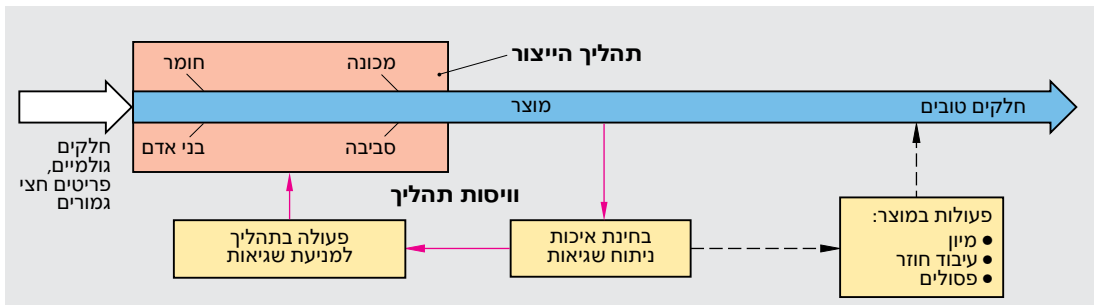 תהליך הייצור
חומר
מכונה
בני אדם
סביבה
מוצר
חלקים טובים
חלקים
גולמיים,
פריטים חצי
גמורים
וויסות תהליך
פעולה בתהליך
למניעת שגיאות
בחינת איכות
ניתוח שגיאות
פעולות במוצר:
● מיון
● עיבוד חוזר
● פסולים